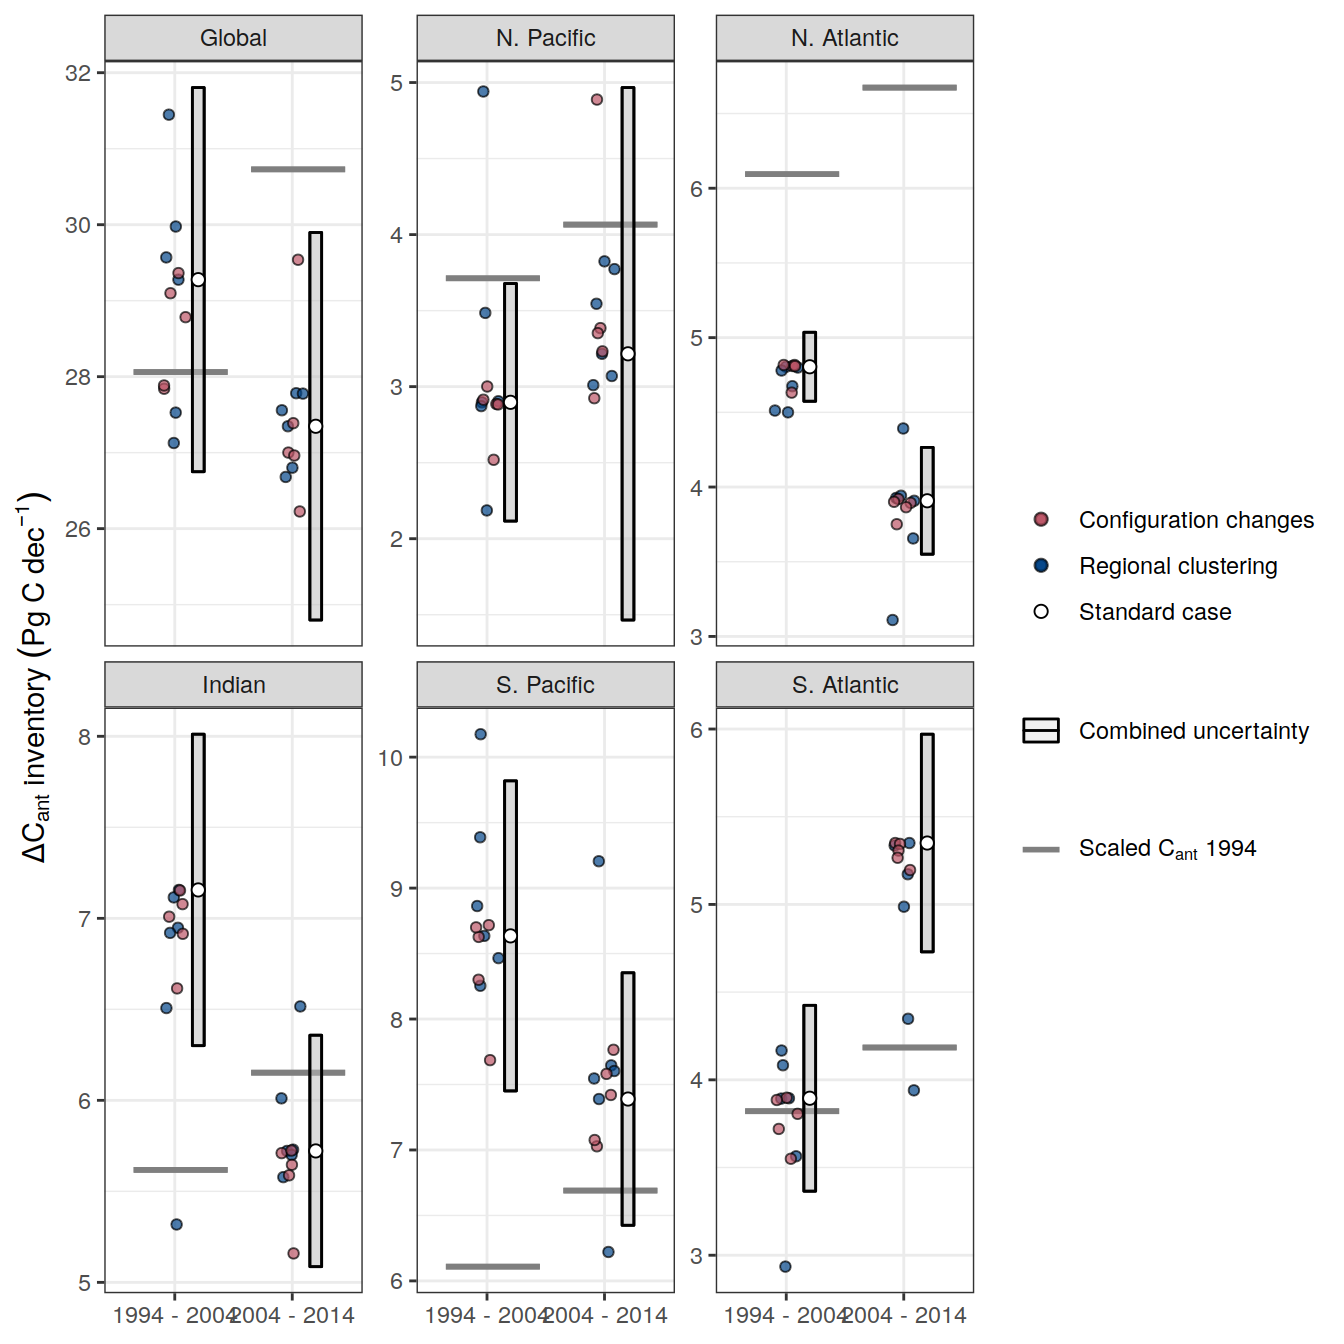 Global
N. Pacific
N. Atlantic
32
30
28
26
5
4
3
2
6
5
4
3
Indian
S. Pacific
S. Atlantic
8
7
6
5
10
9
8
7
6
6
5
4
3
1994 - 2004
2004 - 2014
1994 - 2004
2004 - 2014
1994 - 2004
2004 - 2014
ΔCant inventory (Pg C dec−1)
Configuration changes
Regional clustering
Standard case
Combined uncertainty
Scaled Cant 1994